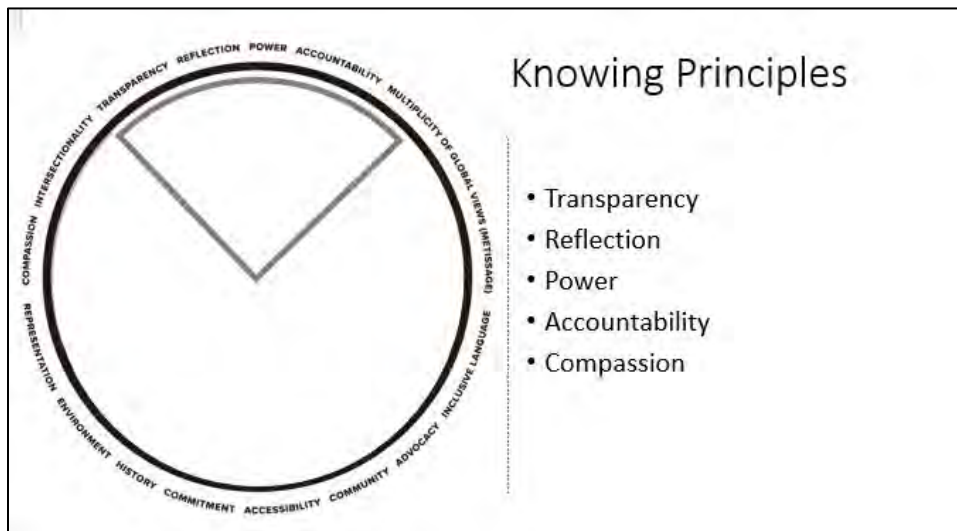 COMPASSION INTERSECTIONALITY TRANSPARENCY REFLECTION POWER ACCOUNTABILITY MULTIPLICITY OF GLOBAL VIEWS (METISSAGE)
REPRESENTATION ENVIRONMENT HISTORY COMMITMENT ACCESSIBILITY COMMUNITY ADVOCACY INCLUSIVE LANGUAGE
Knowing Principles
• Transparency
• Reflection
• Power
• Accountability
• Compassion